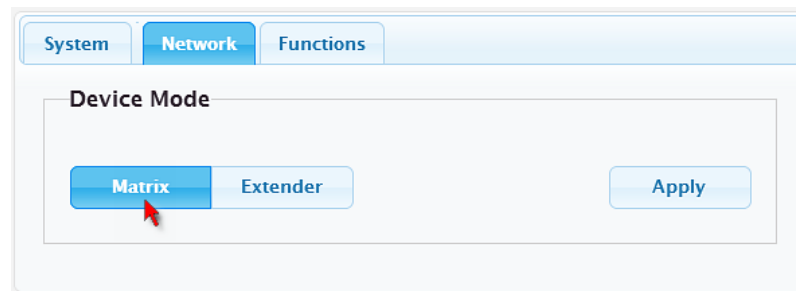 System Network Functions
Device Mode
Matrix Extender Apply